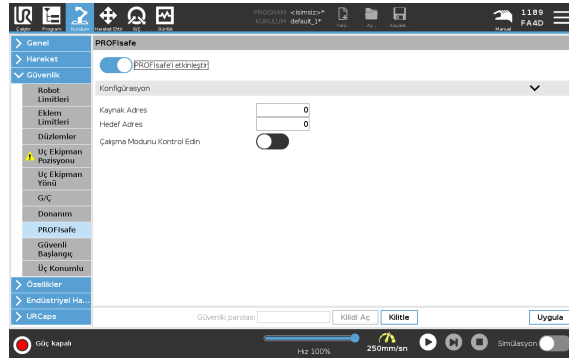 PROGRAM <isimsiz>*
KURULUM default_1*
Çalıştır Program Kurulum Hareket Ettir G/Ç Günlük
Yeni... Aç... Kaydet...
Manuel
1189
FA4D
Genel
Hareket
Güvenlik
Robot
Limitleri
Eklem
Limitleri
Düzlemler
Uç Ekipman
Pozisyonu
Uç Ekipman
Yönü
G/Ç
Donanım
PROFIsafe
Güvenli
Başlangıç
Üç Konumlu
Özellikler
Endüstriyel Ha...
URCaps
PROFIsafe
PROFIsafe'i etkinleştir
Konfigürasyon
Kaynak Adres 0
Hedef Adres 0
Çalışma Modunu Kontrol Edin
Güvenlik parolası Kilidi Aç Kilitle Uygula
Güç kapalı
Hız 100%
250mm/sn
Simülasyon